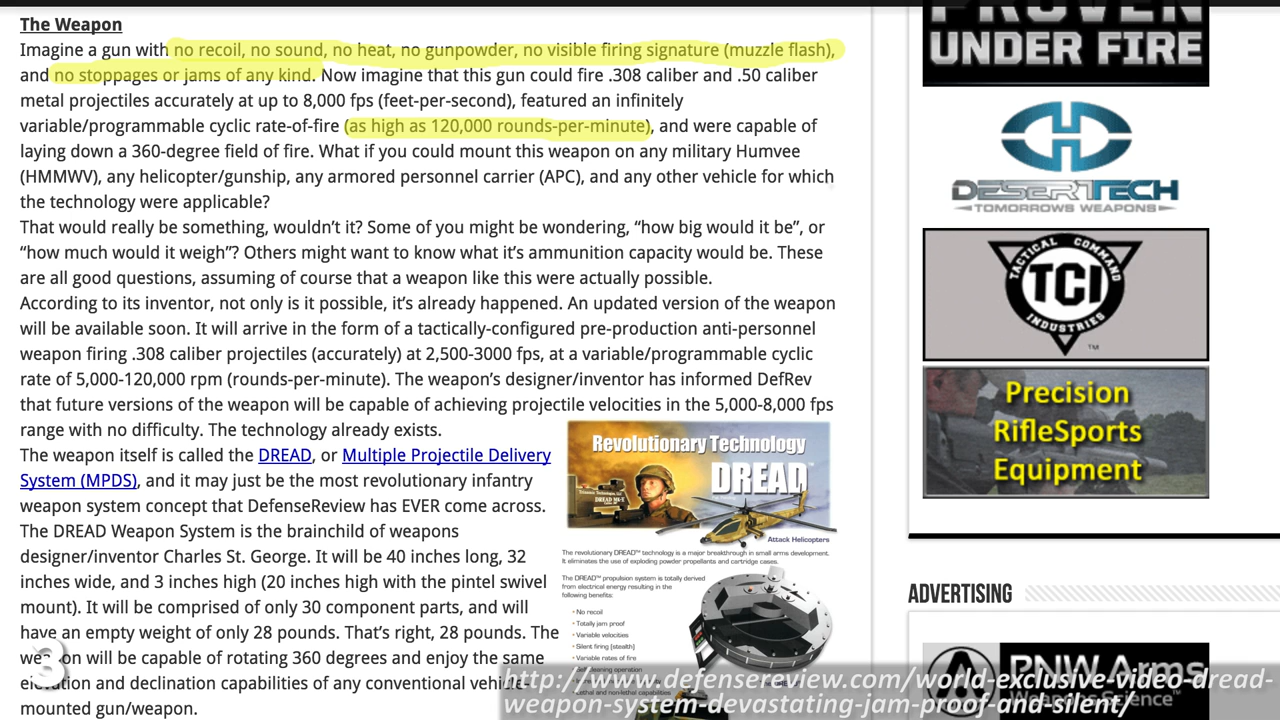 The Weapon
Imagine a gun with no recoil, no sound, no heat, no gunpowder, no visible firing signature (muzzle flash),
and no stoppages or jams of any kind. Now imagine that this gun could fire .308 caliber and .50 caliber
metal projectiles accurately at up to 8,000 fps (feet-per-second), featured an infinitely
variable/programmable cyclic rate-of-fire (as high as 120,000 rounds-per-minute), and were capable of
laying down a 360-degree field of fire. What if you could mount this weapon on any military Humvee
(HMMWV), any helicopter/gunship, any armored personnel carrier (APC), and any other vehicle for which
the technology were applicable?
That would really be something, wouldn't it? Some of you might be wondering, “how big would it be”, or
“how much would it weigh”? Others might want to know what it's ammunition capacity would be. These
are all good questions, assuming of course that a weapon like this were actually possible.
According to its inventor, not only is it possible, it's already happened. An updated version of the weapon
will be available soon. It will arrive in the form of a tactically-configured pre-production anti-personnel
weapon firing .308 caliber projectiles (accurately) at 2,500-3000 fps, at a variable/programmable cyclic
rate of 5,000-120,000 rpm (rounds-per-minute). The weapon's designer/inventor has informed DefRev
that future versions of the weapon will be capable of achieving projectile velocities in the 5,000-8,000 fps
range with no difficulty. The technology already exists.
The weapon itself is called the DREAD, or Multiple Projectile Delivery
System (MPDS), and it may just be the most revolutionary infantry
weapon system concept that DefenseReview has EVER come across.
The DREAD Weapon System is the brainchild of weapons
designer/inventor Charles St. George. It will be 40 inches long, 32
inches wide, and 3 inches high (20 inches high with the pintel swivel
mount). It will be comprised of only 30 component parts, and will
have an empty weight of only 28 pounds. That's right, 28 pounds. The
weapon will be capable of rotating 360 degrees and enjoy the same
elevation and declination capabilities of any conventional vehicle-
mounted gun/weapon.
3
Revolutionary Technology
DREAD™
DREAD MK-II
Attack Helicopters
The revolutionary DREAD™ technology is a major breakthrough in small arms development.
It eliminates the use of exploding powder propellants and cartridge cases.
The DREAD™ propulsion system is totally derived
from electrical energy resulting in the
following benefits:
• No recoil
• Totally jam proof
• Variable velocities
• Silent firing [stealth]
• Variable rates of fire
• Self cleaning operation
• Lethal and non-lethal capabilities
http://www.defensereview.com/world-exclusive-video-dread-
weapon-system-devastating-jam-proof-and-silent/
PROVEN
UNDER FIRE
DESERT TECH
TOMORROWS WEAPONS
TACTICAL COMMAND
TCI
INDUSTRIES
™
Precision
RifleSports
Equipment
ADVERTISING
PNW Arms
Weapons Science™